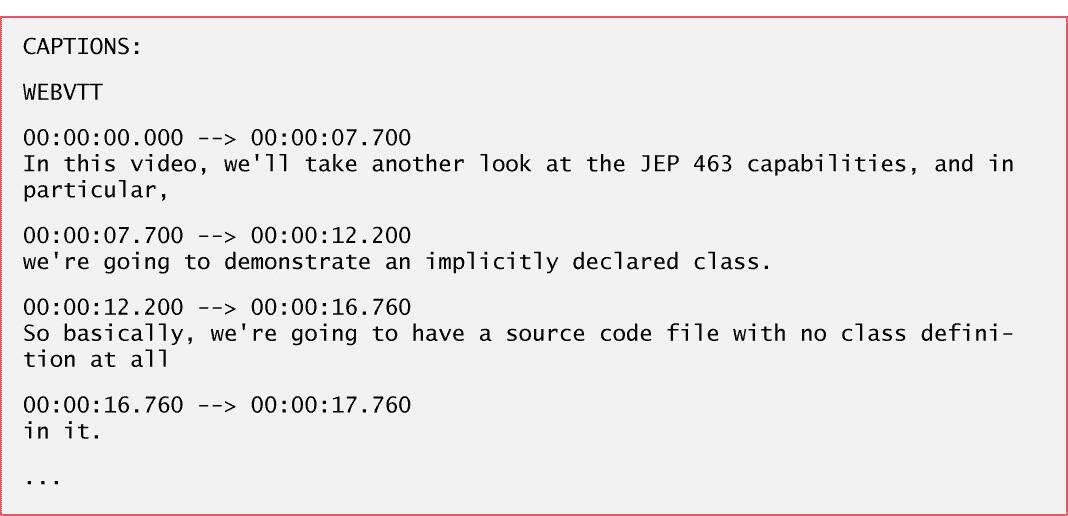 CAPTIONS:
WEBVTT
00:00:00.000 --> 00:00:07.700
In this video, we'll take another look at the JEP 463 capabilities, and in
particular,
00:00:07.700 --> 00:00:12.200
we're going to demonstrate an implicitly declared class.
00:00:12.200 --> 00:00:16.760
So basically, we're going to have a source code file with no class defini-
tion at all
00:00:16.760 --> 00:00:17.760
in it.
...